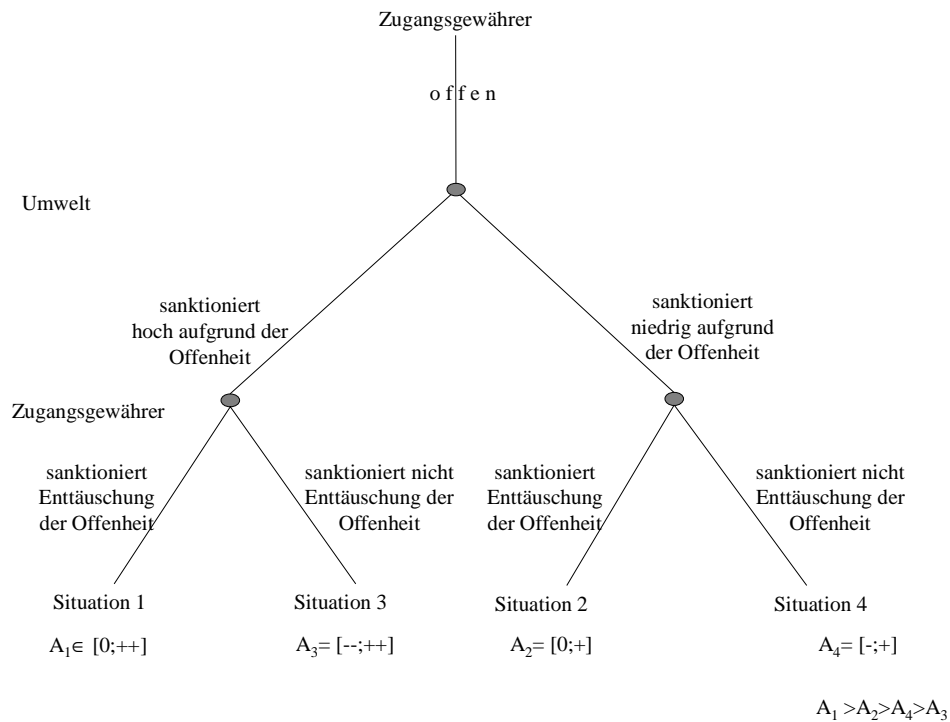 Zugangsgewährer
o f f e n
Umwelt
sanktioniert
hoch aufgrund der
Offenheit
sanktioniert
niedrig aufgrund
der Offenheit
Zugangsgewährer
sanktioniert
Enttäuschung
der Offenheit
sanktioniert nicht
Enttäuschung der
Offenheit
sanktioniert
Enttäuschung
der Offenheit
sanktioniert nicht
Enttäuschung der
Offenheit
Situation 1
Situation 3
Situation 2
Situation 4
A₁∈ [0;++]
A₃= [--;++]
A₂= [0;+]
A₄= [-;+]
A₁ >A₂>A₄>A₃